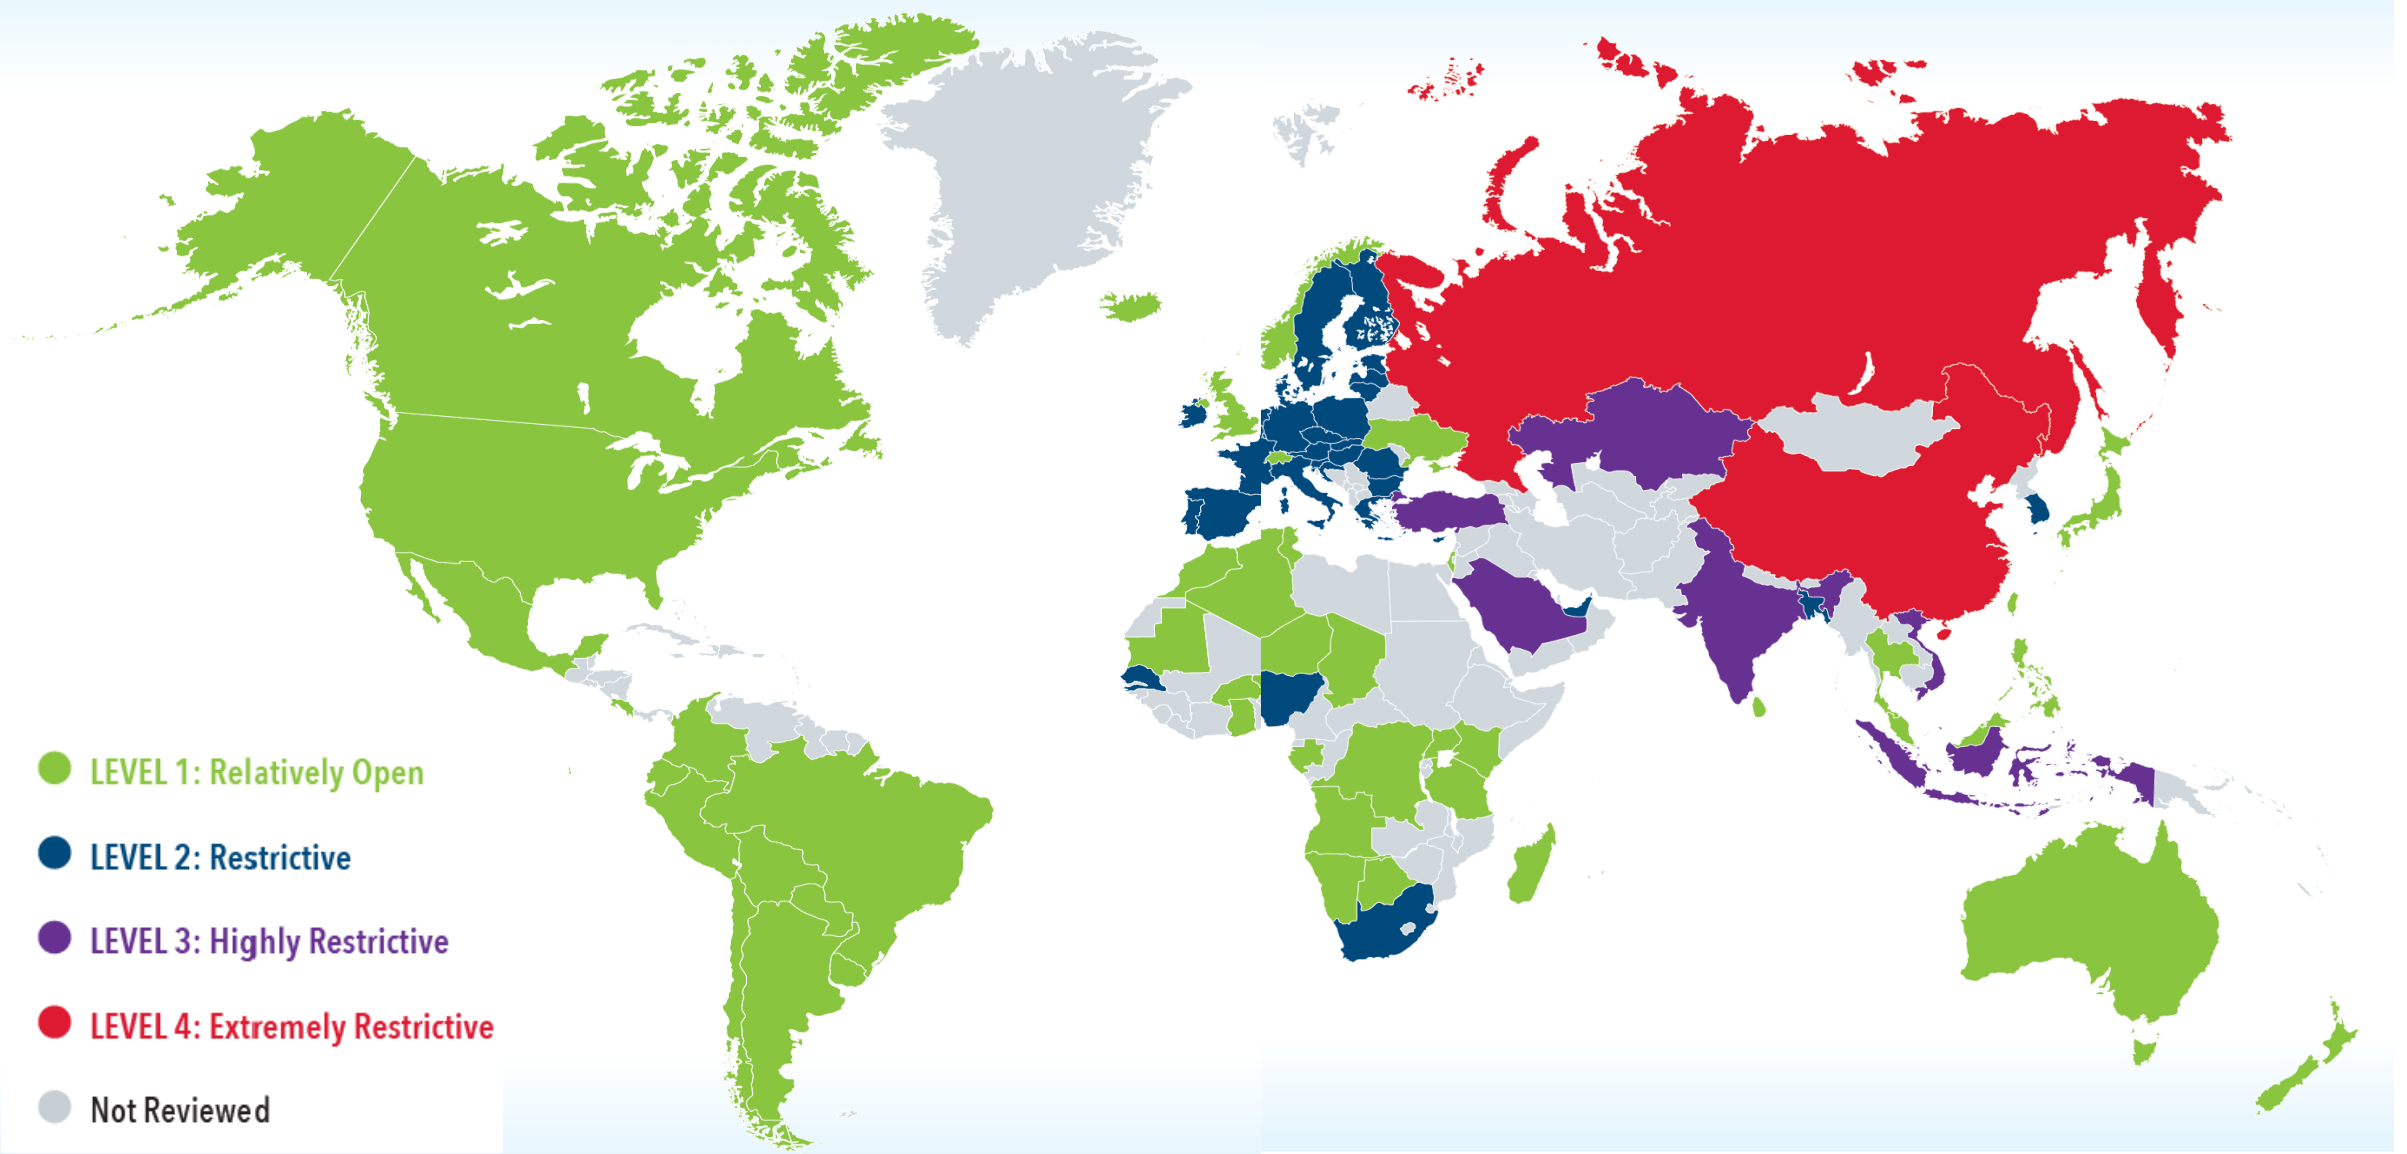 LEVEL 1: Relatively Open
LEVEL 2: Restrictive
LEVEL 3: Highly Restrictive
LEVEL 4: Extremely Restrictive
Not Reviewed